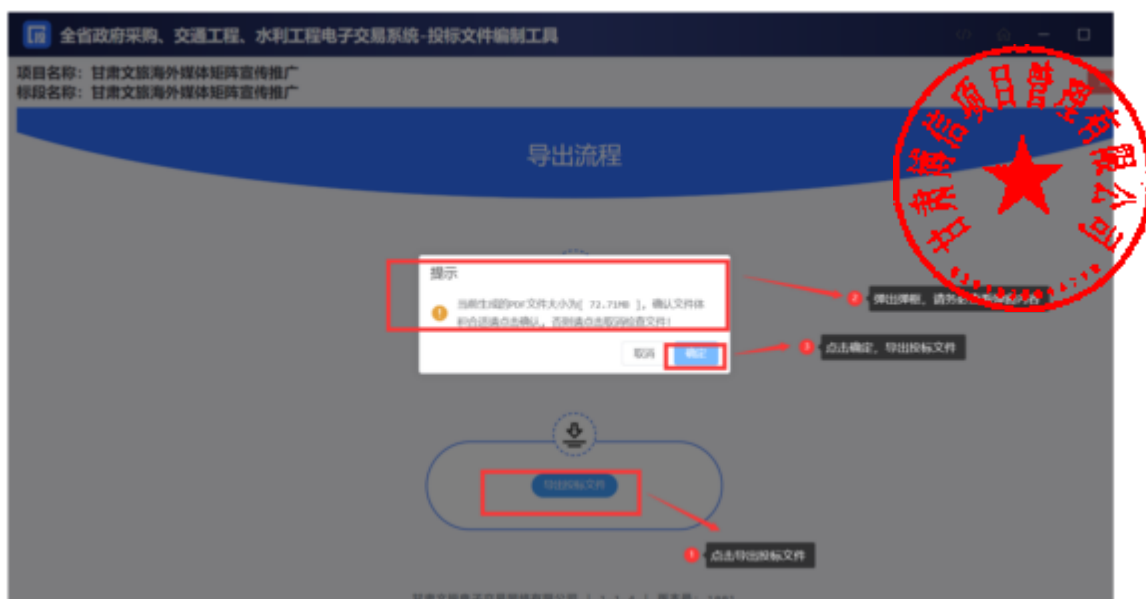 全省政府采购、交通工程、水利工程电子交易系统-投标文件编制工具
项目名称：甘肃文旅海外媒体矩阵宣传推广
标段名称：甘肃文旅海外媒体矩阵宣传推广
导出流程
提示
当前生成的PDF文件大小为[ 72.71MB ]，确认文件体
积合适请点击确认，否则请点击取消检查文件！
取消 确定
2 弹出弹框，请务必
3 点击确定，导出投标文件
导出投标文件
1 点击导出投标文件
信项目管理有限公司